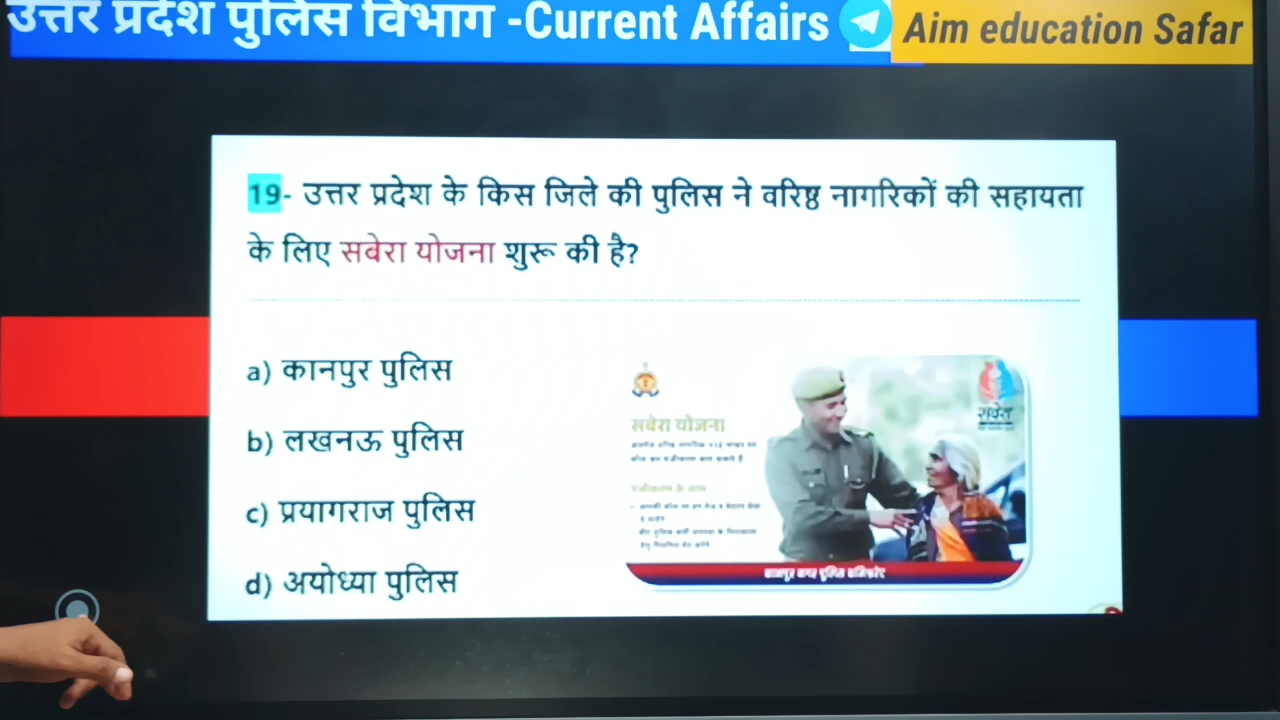 उत्तर प्रदेश पुलिस विभाग -Current Affairs
Aim education Safar
19- उत्तर प्रदेश के किस जिले की पुलिस ने वरिष्ठ नागरिकों की सहायता
के लिए सबेरा योजना शुरू की है?
a) कानपुर पुलिस
b) लखनऊ पुलिस
c) प्रयागराज पुलिस
d) अयोध्या पुलिस
सबेरा योजना
सवेरा
कानपुर नगर पुलिस कमिश्नरेट